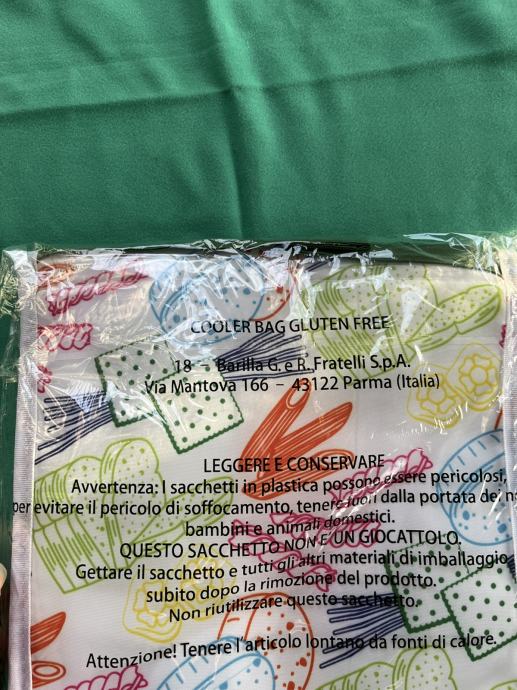 COOLER BAG GLUTEN FREE
18 – Barilla G. e R. Fratelli S.p.A.
Via Mantova 166 – 43122 Parma (Italia)
LEGGERE E CONSERVARE
Avvertenza: I sacchetti in plastica possono essere pericolosi,
per evitare il pericolo di soffocamento, tenere fuori dalla portata dei
bambini e animali domestici.
QUESTO SACCHETTO NON È UN GIOCATTOLO.
Gettare il sacchetto e tutti gli altri materiali di imballaggio
subito dopo la rimozione del prodotto.
Non riutilizzare questo sacchetto.
Attenzione! Tenere l'articolo lontano da fonti di calore.